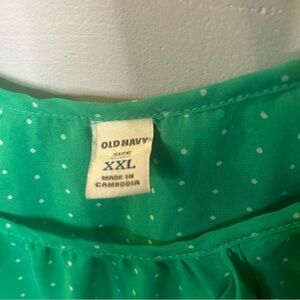 OLD NAVY
SIZE
XXL
MADE IN
CAMBODIA